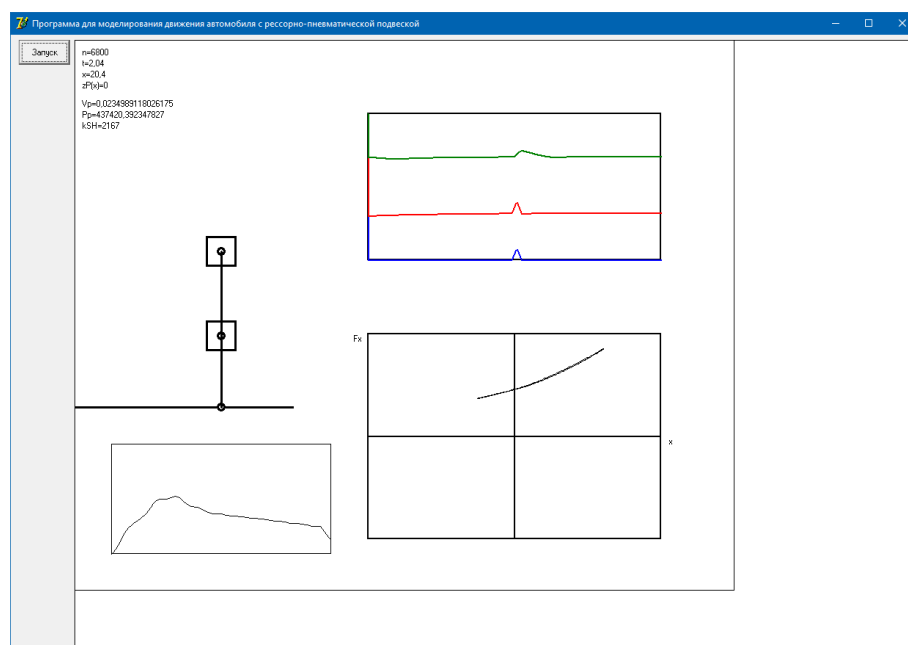 Программа для моделирования движения автомобиля с рессорно-пневматической подвеской
Запуск
n=6800
t=2,04
x=20,4
zP(x)=0
Vp=0,0234989118026175
Pp=437420,392347827
kSH=2167
Fx
x